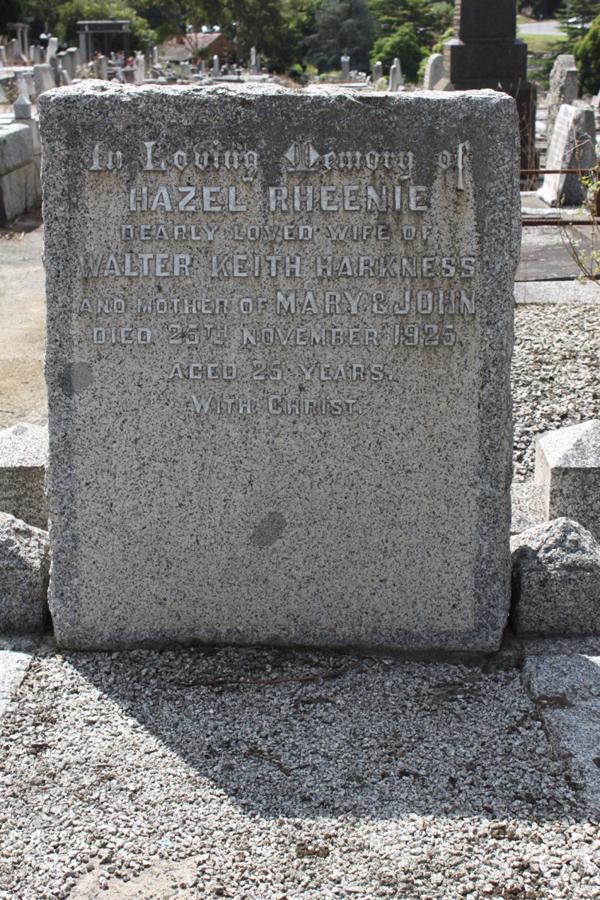 In Loving Memory of
HAZEL RHEENIE
DEARLY LOVED WIFE OF
WALTER KEITH HARKNESS
AND MOTHER OF MARY & JOHN
DIED 25TH NOVEMBER 1925
AGED 25 YEARS.
WITH CHRIST.